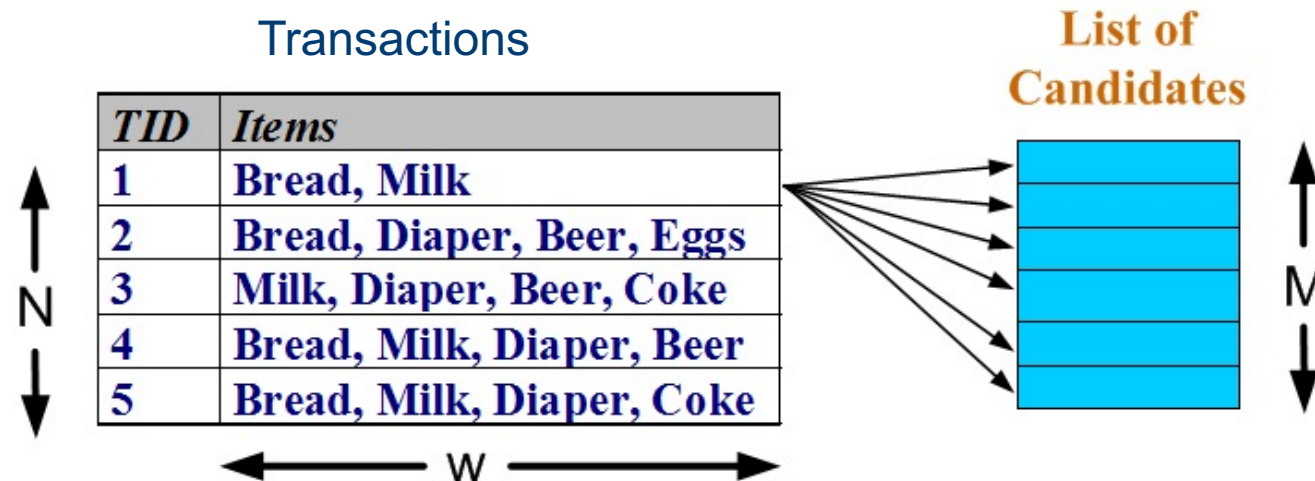 Transactions
List of
Candidates
TID Items
1 Bread, Milk
2 Bread, Diaper, Beer, Eggs
3 Milk, Diaper, Beer, Coke
4 Bread, Milk, Diaper, Beer
5 Bread, Milk, Diaper, Coke
N
M
w